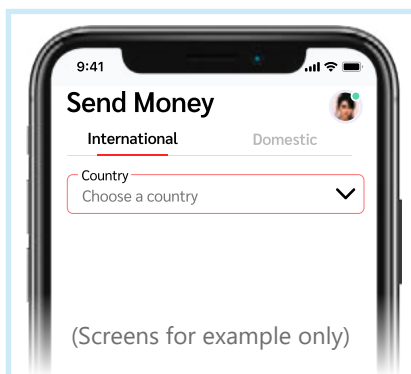 9:41
Send Money
International Domestic
Country
Choose a country
(Screens for example only)